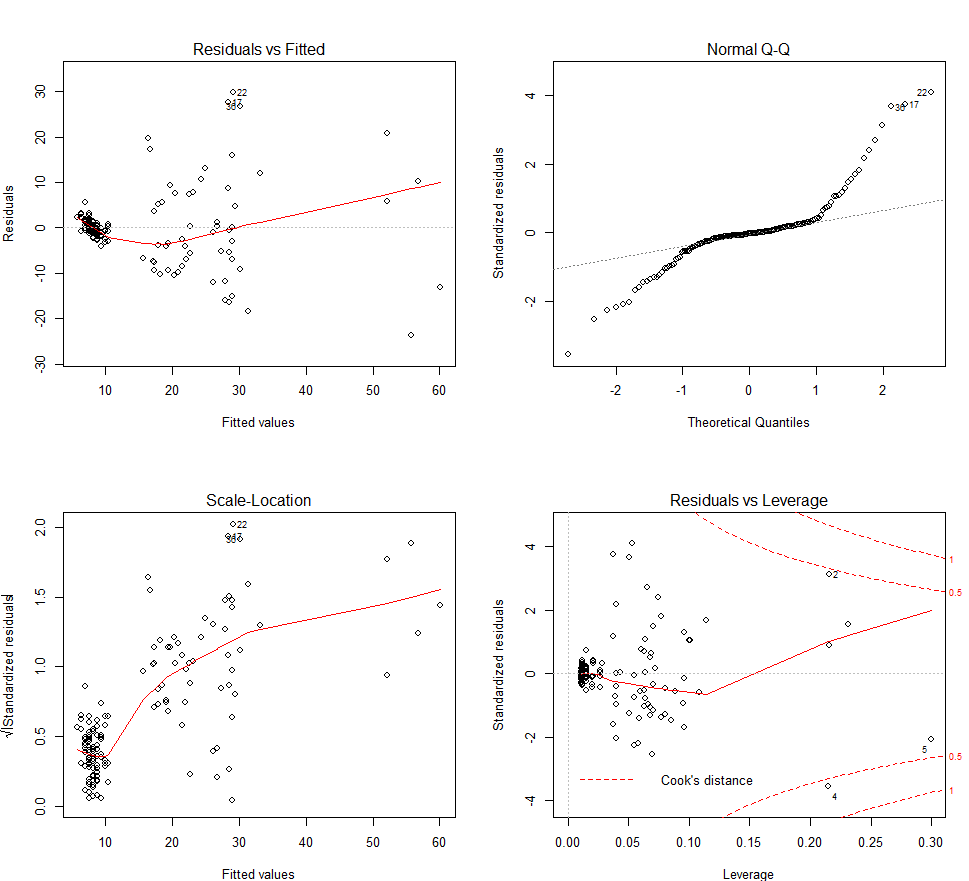 Residuals vs Fitted
Residuals
-30 -20 -10 0 10 20 30
22
17
36
10 20 30 40 50 60
Fitted values
Normal Q-Q
Standardized residuals
-2 0 2 4
22
17
36
-2 -1 0 1 2
Theoretical Quantiles
Scale-Location
√|Standardized residuals|
0.0 0.5 1.0 1.5 2.0
22
17
36
10 20 30 40 50 60
Fitted values
Residuals vs Leverage
Standardized residuals
-4 -2 0 2 4
1
0.5
2
5
0.5
4
1
Cook's distance
0.00 0.05 0.10 0.15 0.20 0.25 0.30
Leverage